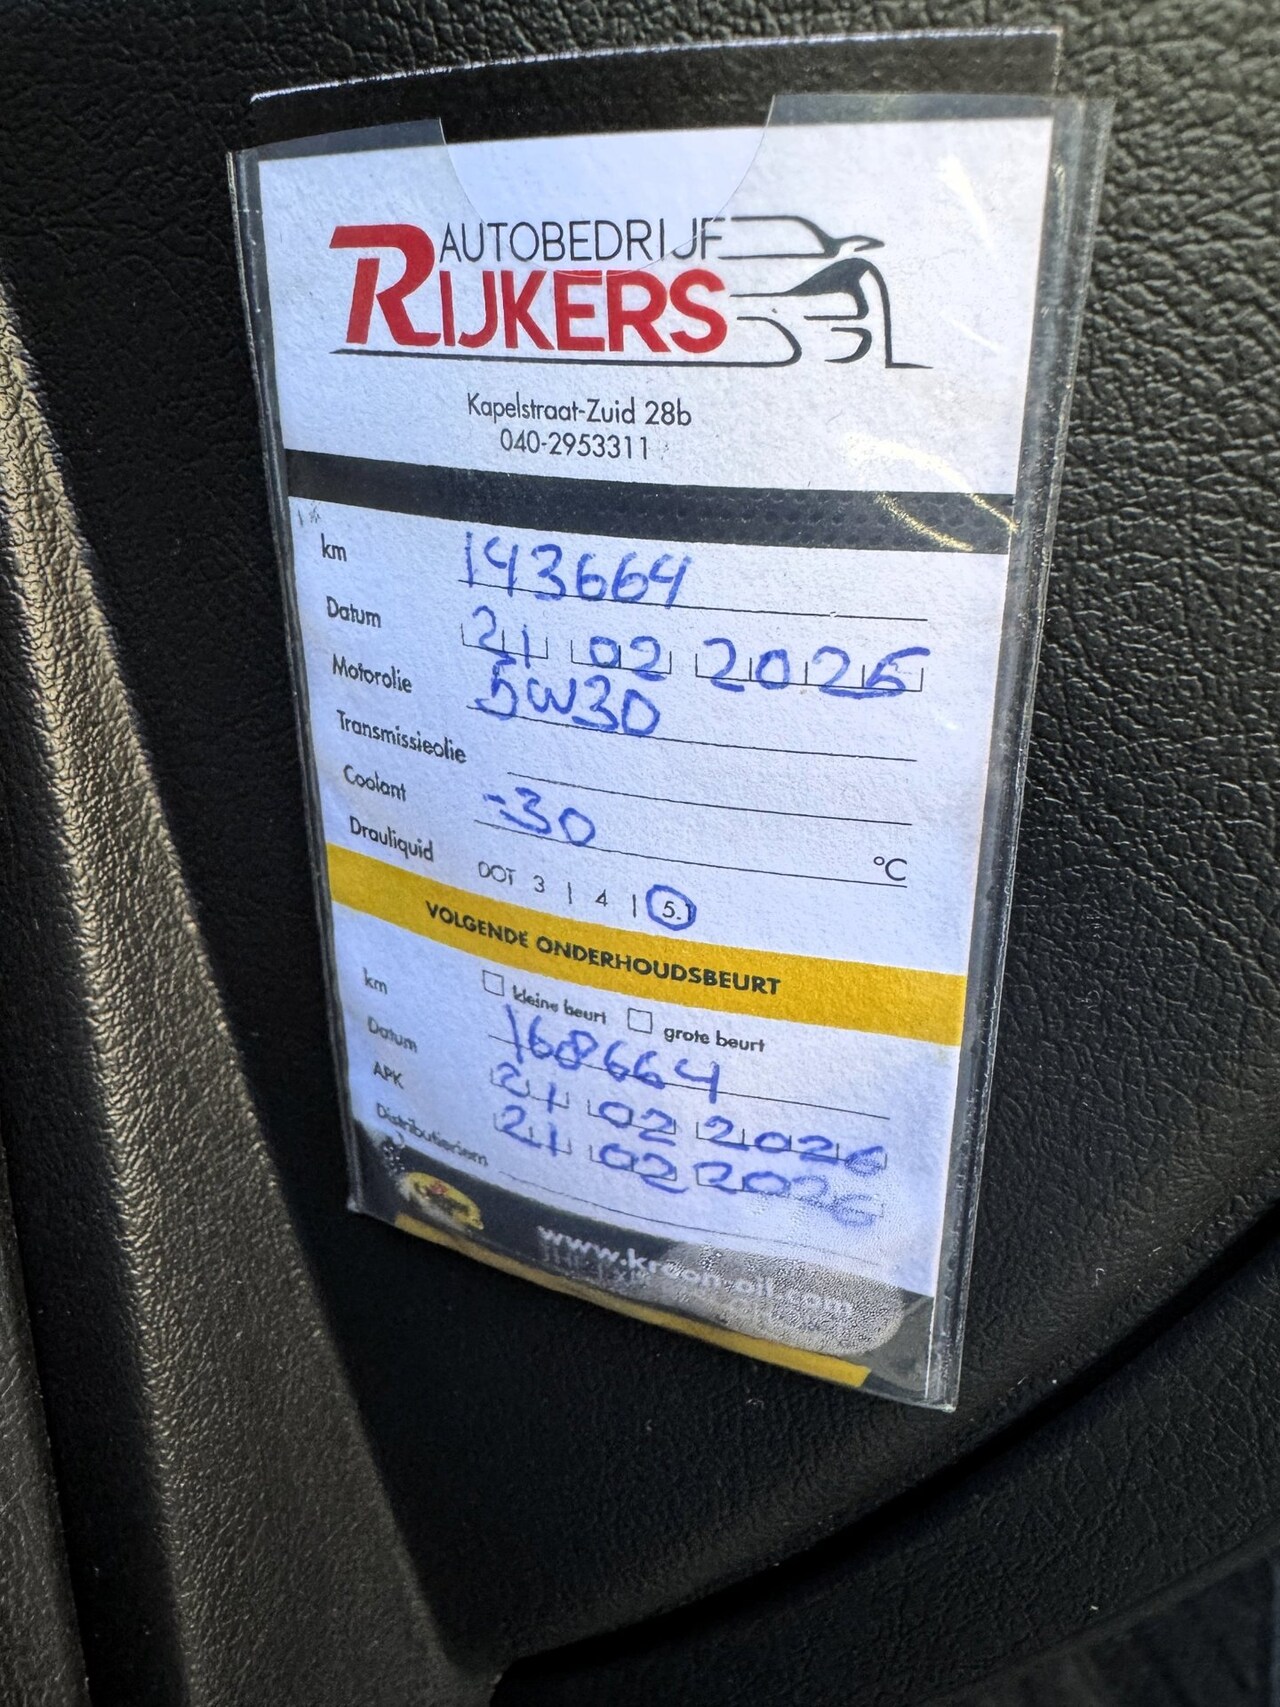 AUTOBEDRIJF
RIJKERS
Kapelstraat-Zuid 28b
040-2953311
km 143664
Datum 21 02 2026
Motorolie 5W30
Transmissieolie
Coolant -30 °C
Drauliquid DOT 3 | 4 | 5.1
VOLGENDE ONDERHOUDSBEURT
kleine beurt grote beurt
km 168664
Datum 21 02 2026
APK 21 02 2026
Distributieriem
www.kroon-oil.com